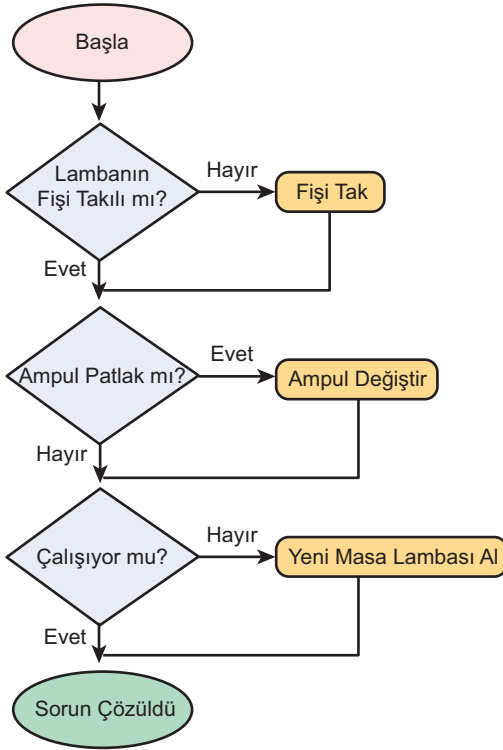 Başla
Lambanın
Fişi Takılı mı?
Hayır
Fişi Tak
Evet
Ampul Patlak mı?
Evet
Ampul Değiştir
Hayır
Çalışıyor mu?
Hayır
Yeni Masa Lambası Al
Evet
Sorun Çözüldü